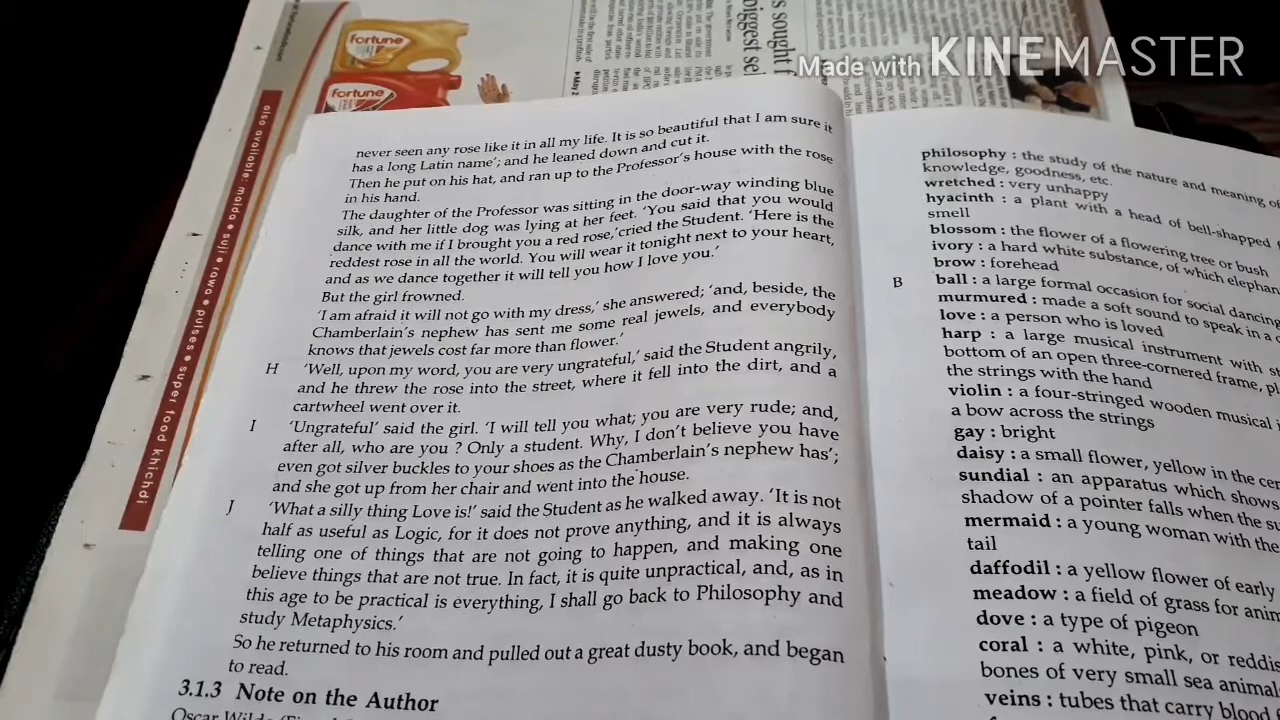 Made with KINEMASTER
fortune
fortune
s sought f
biggest sel
also available: maida • suji • rawa • pulses • super food khichdi
never seen any rose like it in all my life. It is so beautiful that I am sure it
has a long Latin name'; and he leaned down and cut it.
Then he put on his hat, and ran up to the Professor's house with the rose
in his hand.
The daughter of the Professor was sitting in the door-way winding blue
silk, and her little dog was lying at her feet. 'You said that you would
dance with me if I brought you a red rose,'cried the Student. 'Here is the
reddest rose in all the world. You will wear it tonight next to your heart,
and as we dance together it will tell you how I love you.'
But the girl frowned.
'I am afraid it will not go with my dress,' she answered; 'and, beside, the
Chamberlain's nephew has sent me some real jewels, and everybody
knows that jewels cost far more than flower.'
H 'Well, upon my word, you are very ungrateful,' said the Student angrily,
and he threw the rose into the street, where it fell into the dirt, and a
cartwheel went over it.
I 'Ungrateful' said the girl. 'I will tell you what; you are very rude; and,
after all, who are you ? Only a student. Why, I don't believe you have
even got silver buckles to your shoes as the Chamberlain's nephew has';
and she got up from her chair and went into the house.
J 'What a silly thing Love is!' said the Student as he walked away. 'It is not
half as useful as Logic, for it does not prove anything, and it is always
telling one of things that are not going to happen, and making one
believe things that are not true. In fact, it is quite unpractical, and, as in
this age to be practical is everything, I shall go back to Philosophy and
study Metaphysics.'
So he returned to his room and pulled out a great dusty book, and began
to read.
3.1.3 Note on the Author
Oscar Wilde
philosophy : the study of the nature and meaning of
knowledge, goodness, etc.
wretched : very unhappy
hyacinth : a plant with a head of bell-shaped
smell
blossom : the flower of a flowering tree or bush
ivory : a hard white substance, of which elephan
brow : forehead
B ball : a large formal occasion for social dancing
murmured : made a soft sound to speak in a
love : a person who is loved
harp : a large musical instrument with st
bottom of an open three-cornered frame, pl
the strings with the hand
violin : a four-stringed wooden musical i
a bow across the strings
gay : bright
daisy : a small flower, yellow in the cen
sundial : an apparatus which shows
shadow of a pointer falls when the su
mermaid : a young woman with the
tail
daffodil : a yellow flower of early
meadow : a field of grass for anim
dove : a type of pigeon
coral : a white, pink, or reddis
bones of very small sea animal
veins : tubes that carry blood f